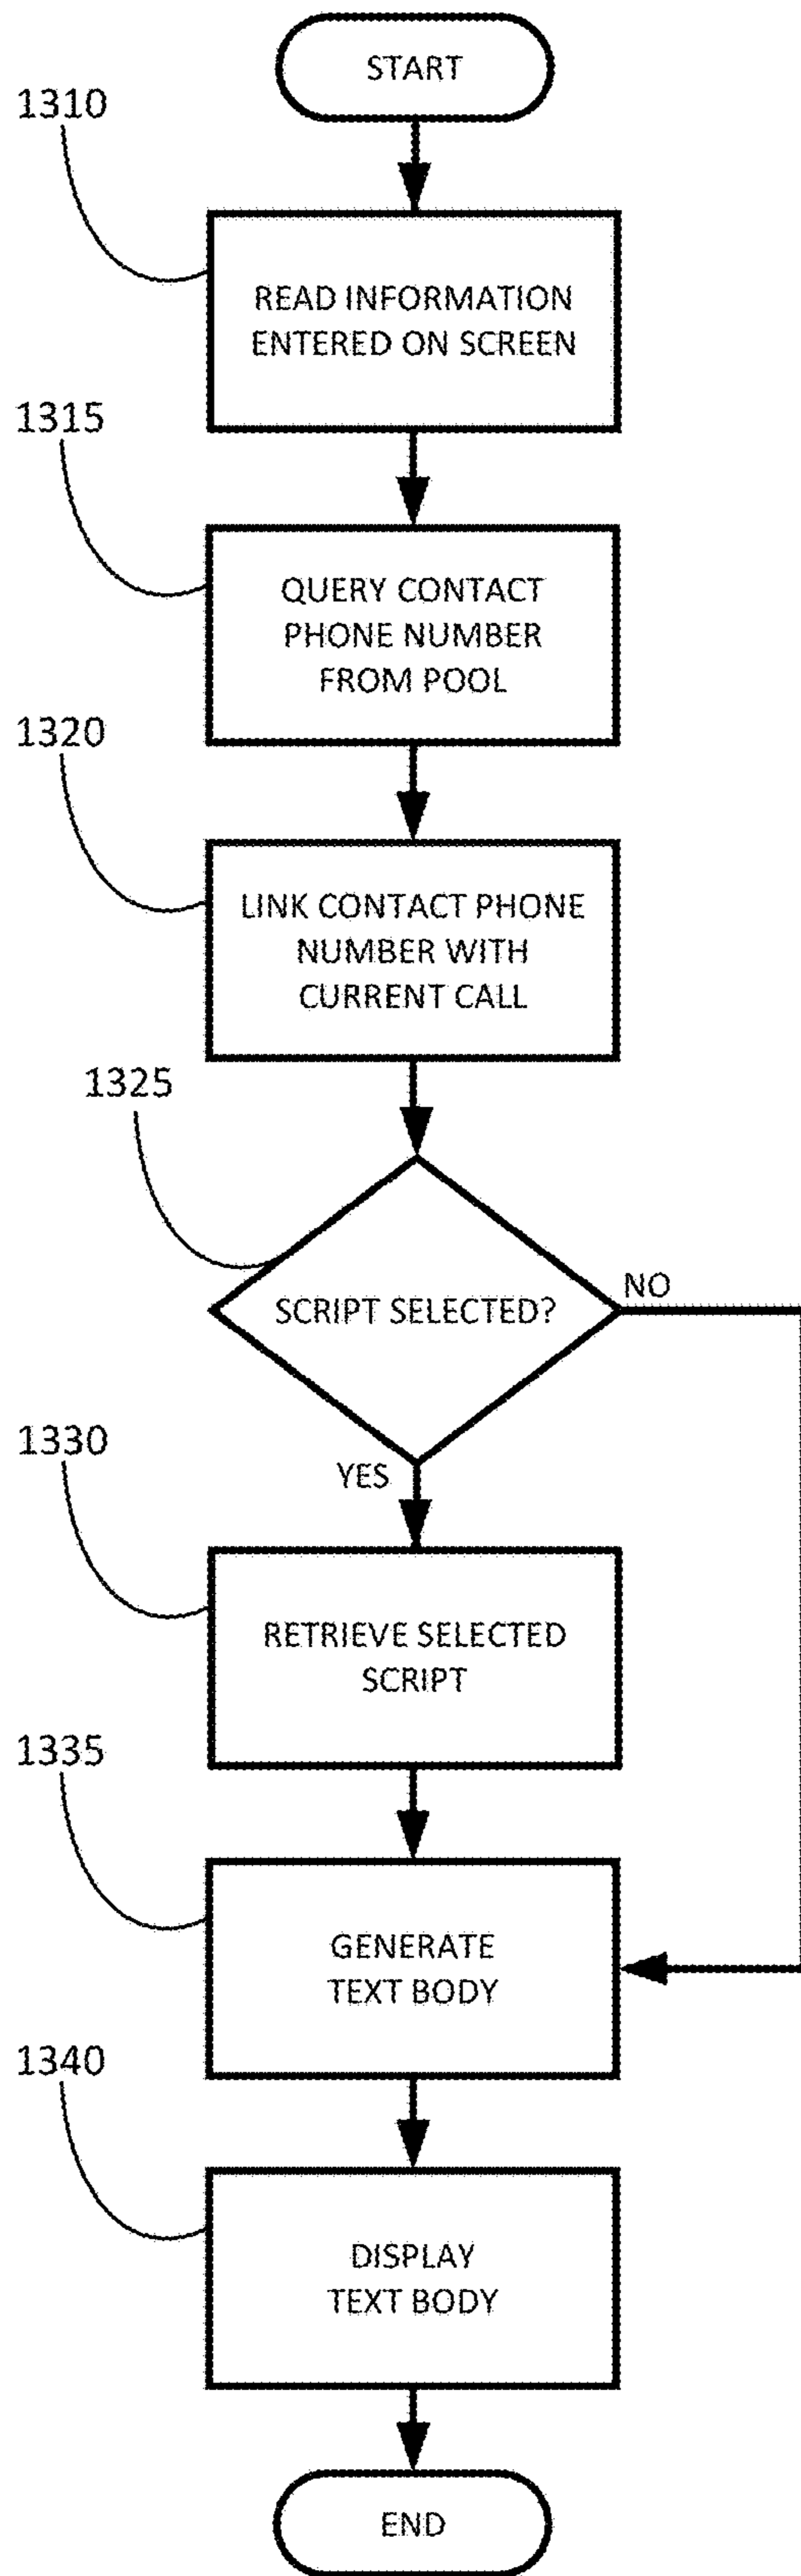 START
1310
READ INFORMATION
ENTERED ON SCREEN
1315
QUERY CONTACT
PHONE NUMBER
FROM POOL
1320
LINK CONTACT PHONE
NUMBER WITH
CURRENT CALL
1325
SCRIPT SELECTED?
NO
YES
1330
RETRIEVE SELECTED
SCRIPT
1335
GENERATE
TEXT BODY
1340
DISPLAY
TEXT BODY
END